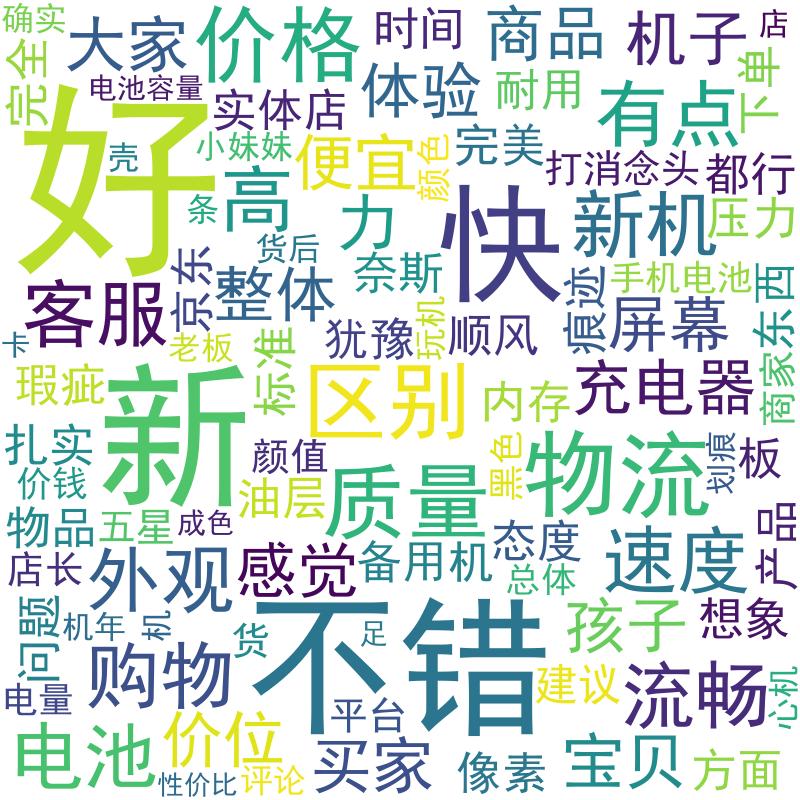 确实
大家
价格
时间
商品
机子
店
完全
电池容量
实体店
体验
耐用
有点
下单
好
壳
小妹妹
便宜
颜色
完美
打消念头
都行
条
高
力
快
新机
压力
货后
奈斯
京东
整体
痕迹
手机电池
东西
客服
犹豫
玩机
顺风
屏幕
卡
老板
标准
商家
瑕疵
新
区别
内存
充电器
扎实
颜值
黑色
物流
划痕
板
价钱
油层
质量
物品
五星
成色
态度
产品
店长
外观
感觉
备用机
总体
速度
问题
机年
机
货
不错
足
孩子
想象
购物
建议
流畅
心机
电量
平台
电池
价位
买家
像素
宝贝
方面
性价比
评论